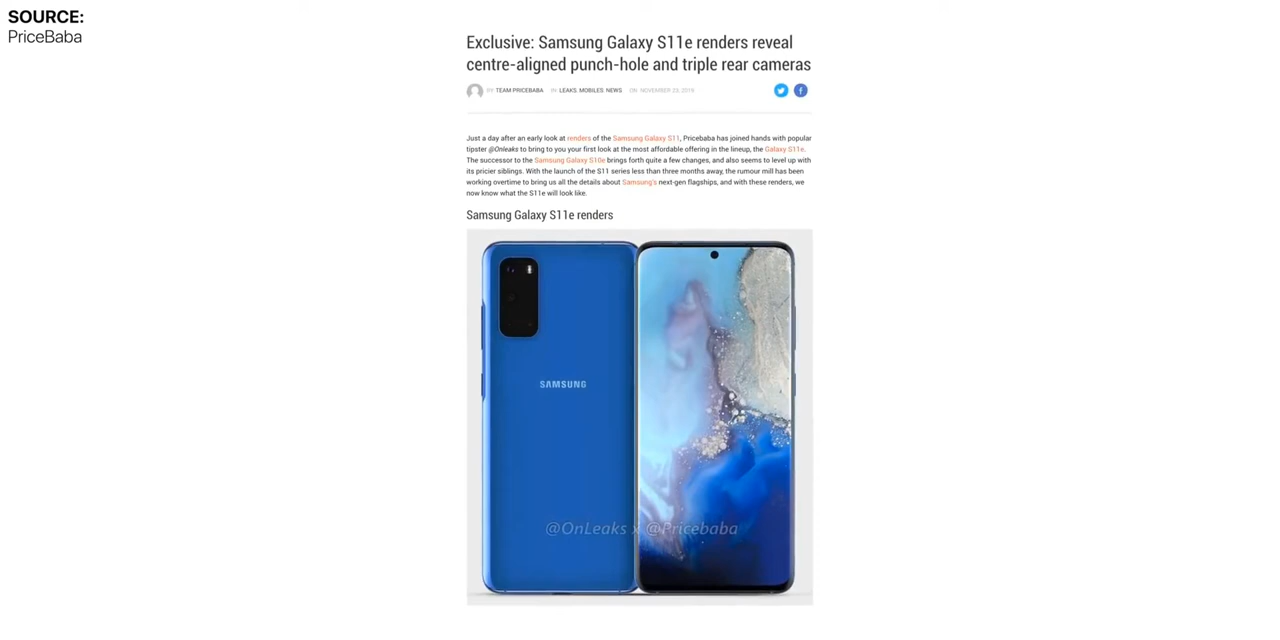 SOURCE:
PriceBaba
Exclusive: Samsung Galaxy S11e renders reveal
centre-aligned punch-hole and triple rear cameras
BY TEAM PRICEBABA IN LEAKS, MOBILES, NEWS ON NOVEMBER 23, 2019
Just a day after an early look at renders of the Samsung Galaxy S11, Pricebaba has joined hands with popular
tipster @Onleaks to bring to you your first look at the most affordable offering in the lineup, the Galaxy S11e.
The successor to the Samsung Galaxy S10e brings forth quite a few changes, and also seems to level up with
its pricier siblings. With the launch of the S11 series less than three months away, the rumour mill has been
working overtime to bring us all the details about Samsung's next-gen flagships, and with these renders, we
now know what the S11e will look like.
Samsung Galaxy S11e renders
SAMSUNG
@OnLeaks x @Pricebaba